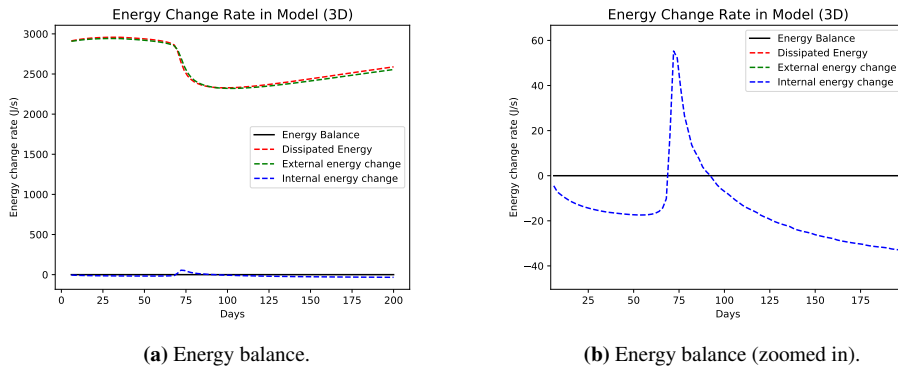 Energy Change Rate in Model (3D)
3000
2500
2000
1500
1000
500
0
0
25
50
75
100
125
150
175
200
Energy change rate (J/s)
Days
Energy Balance
Dissipated Energy
External energy change
Internal energy change
(a) Energy balance.
Energy Change Rate in Model (3D)
60
40
20
0
−20
−40
25
50
75
100
125
150
175
Energy change rate (J/s)
Days
Energy Balance
Dissipated Energy
External energy change
Internal energy change
(b) Energy balance (zoomed in).